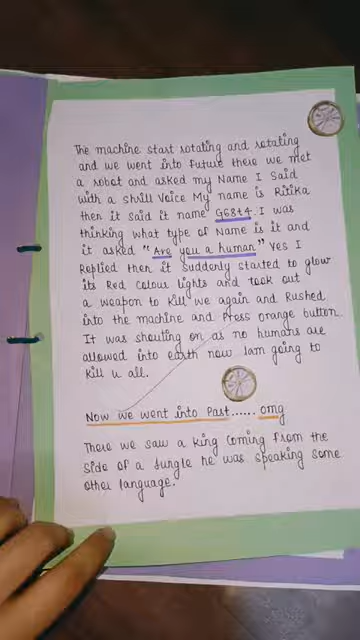 The machine start rotating and rotating
and we went into future there we met
a robot and asked my Name I Said
with a shrill Voice My name is Ritika
then it Said it name G68t4. I was
thinking what type of Name is it and
it asked "Are you a human" Yes I
Replied then it Suddenly started to glow
its Red Colour lights and took out
a weapon to kill we again and Rushed
into the machine and Press orange button.
It was shouting on as no humans are
allowed into earth now Iam going to
kill u all.
Now we went into Past...... omg
There we saw a king coming from the
side of a Jungle he was speaking some
other language.